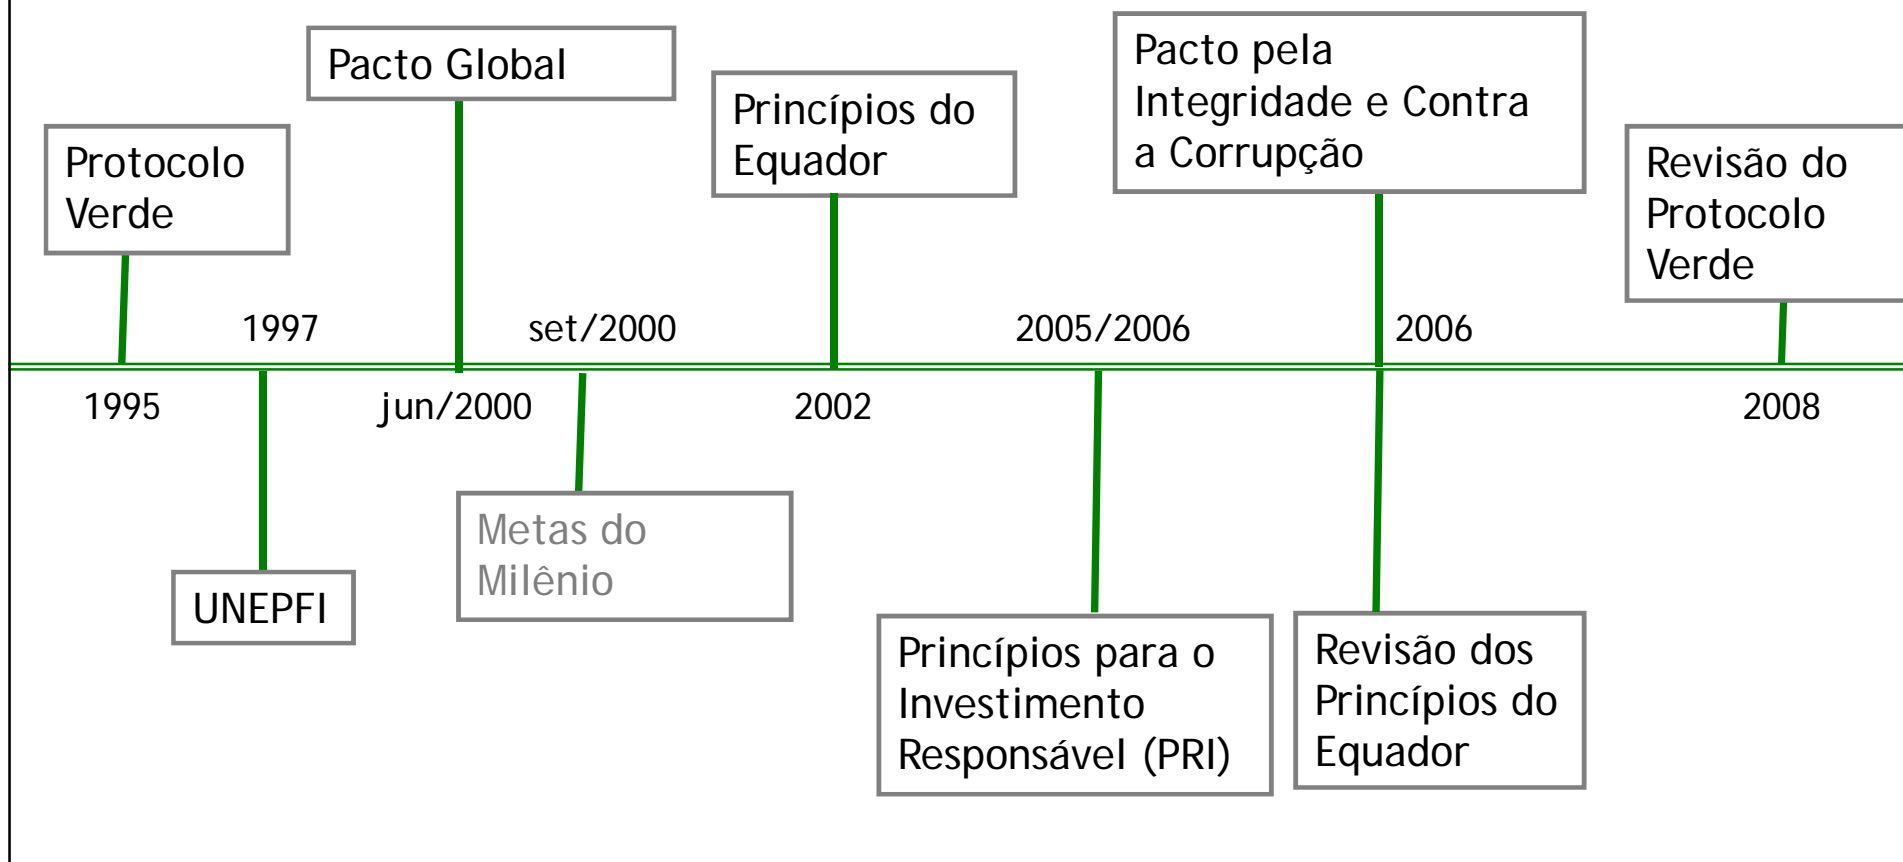 Pacto Global
Pacto pela
Integridade e Contra
a Corrupção
Princípios do
Equador
Protocolo
Verde
Revisão do
Protocolo
Verde
1997
set/2000
2005/2006
2006
1995
jun/2000
2002
2008
Metas do
Milênio
UNEPFI
Princípios para o
Investimento
Responsável (PRI)
Revisão dos
Princípios do
Equador